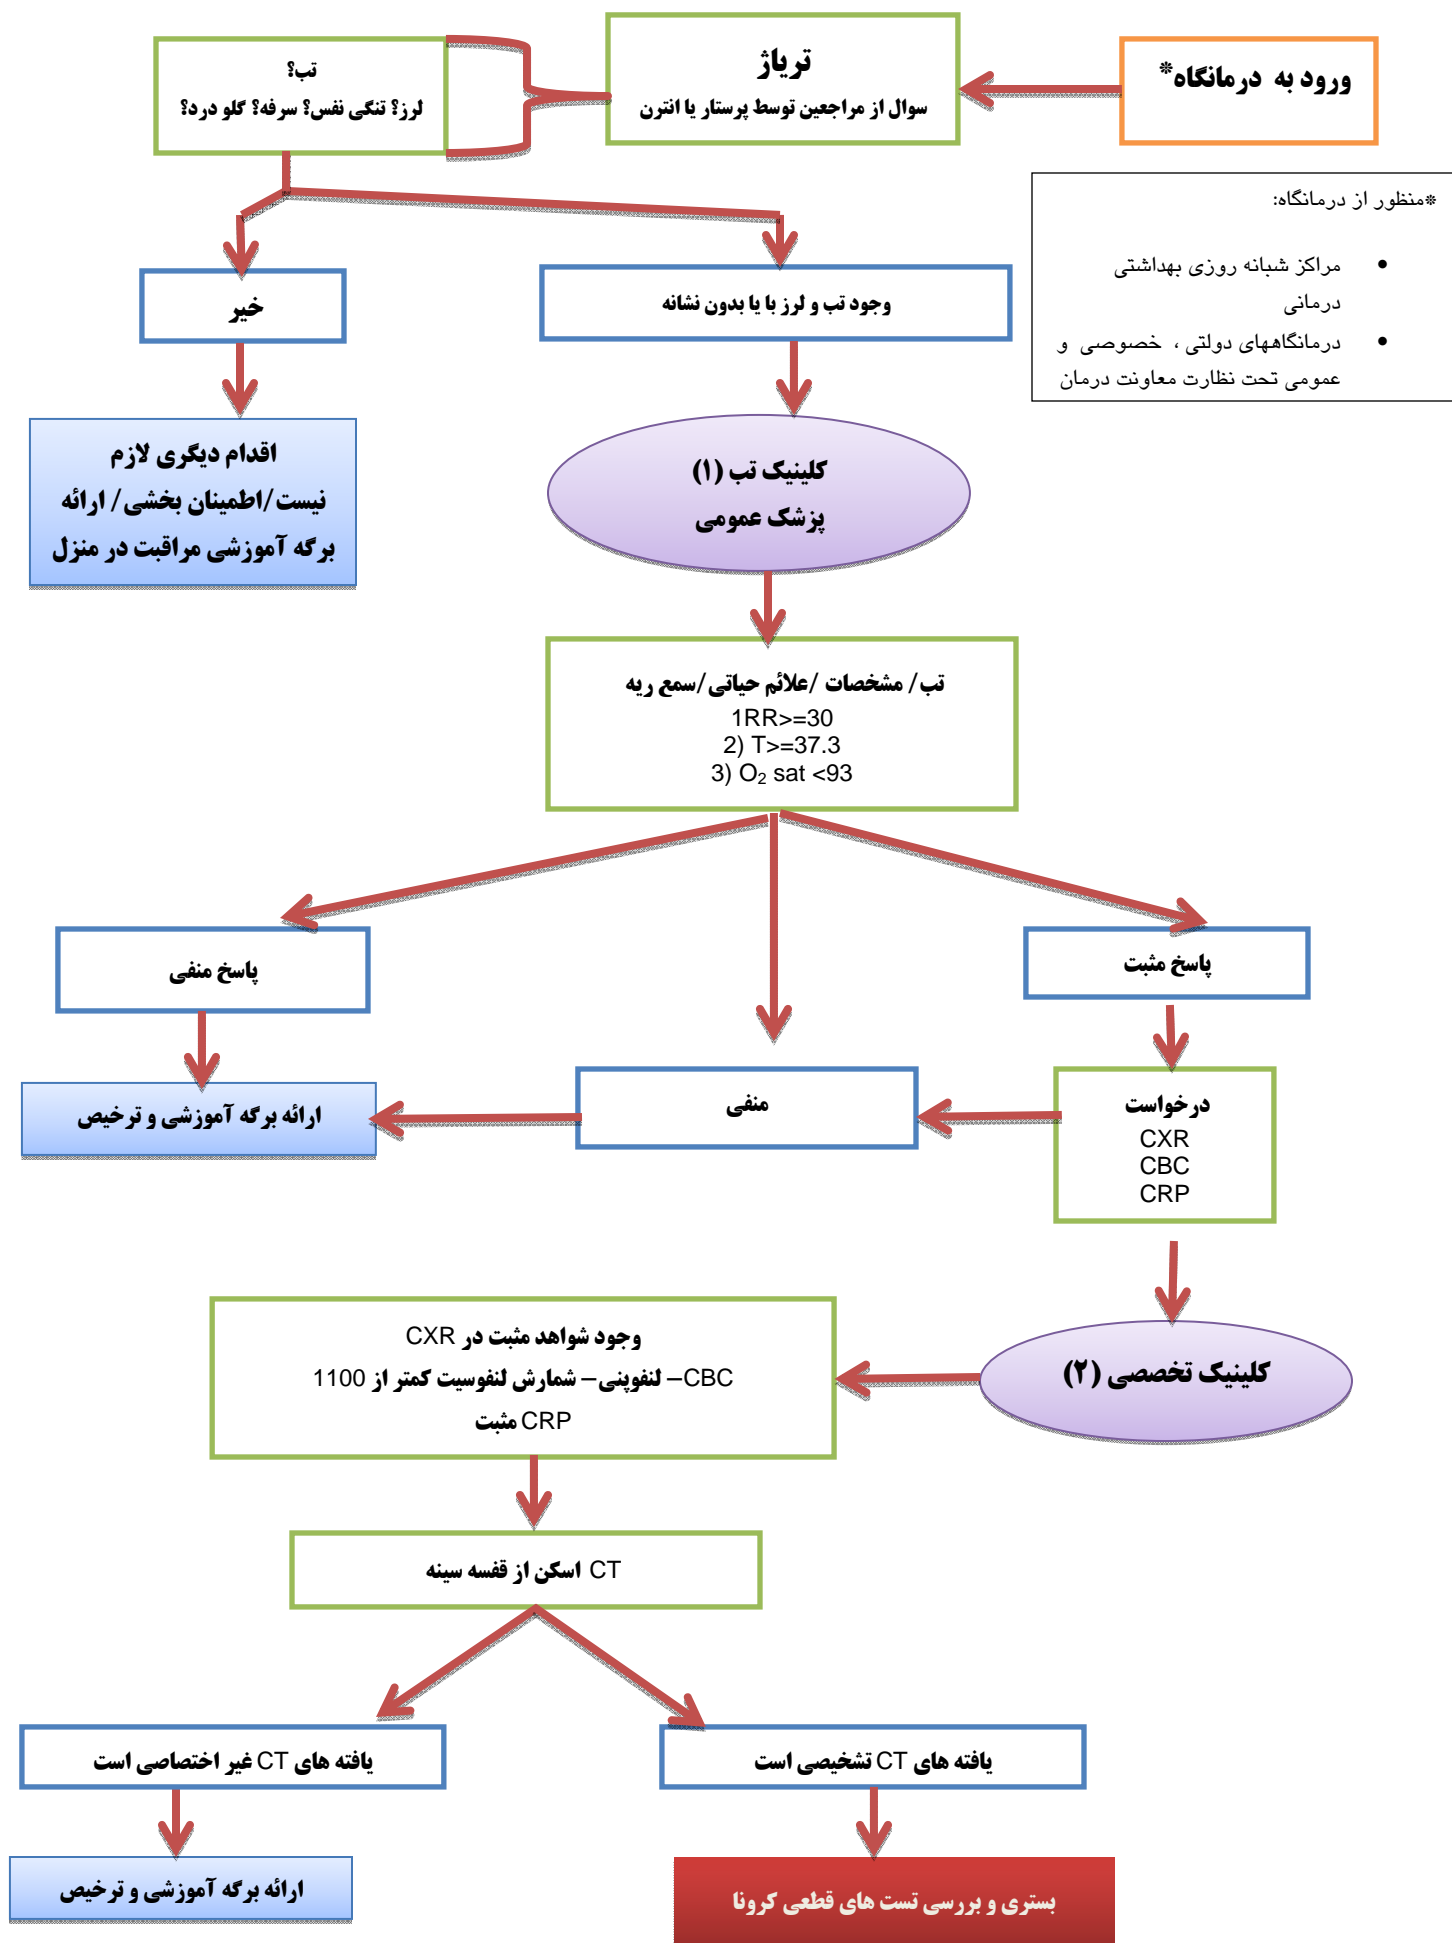 ورود به درمانگاه*
تریاژ
سوال از مراجعین توسط پرستار یا انترن
تب؟
لرز؟ تنگی نفس؟ سرفه؟ گلو درد؟
*منظور از درمانگاه:
• مراکز شبانه روزی بهداشتی
درمانی
• درمانگاههای دولتی ، خصوصی و
عمومی تحت نظارت معاونت درمان
وجود تب و لرز با یا بدون نشانه
خیر
اقدام دیگری لازم
نیست/اطمینان بخشی/ ارائه
برگه آموزشی مراقبت در منزل
کلینیک تب (۱)
پزشک عمومی
تب/ مشخصات /علائم حیاتی/سمع ریه
1RR>=30
2) T>=37.3
3) O₂ sat <93
پاسخ مثبت
پاسخ منفی
درخواست
CXR
CBC
CRP
منفی
ارائه برگه آموزشی و ترخیص
کلینیک تخصصی (۲)
وجود شواهد مثبت در CXR
CBC– لنفوپنی– شمارش لنفوسیت کمتر از 1100
CRP مثبت
CT اسکن از قفسه سینه
یافته های CT تشخیصی است
یافته های CT غیر اختصاصی است
بستری و بررسی تست های قطعی کرونا
ارائه برگه آموزشی و ترخیص